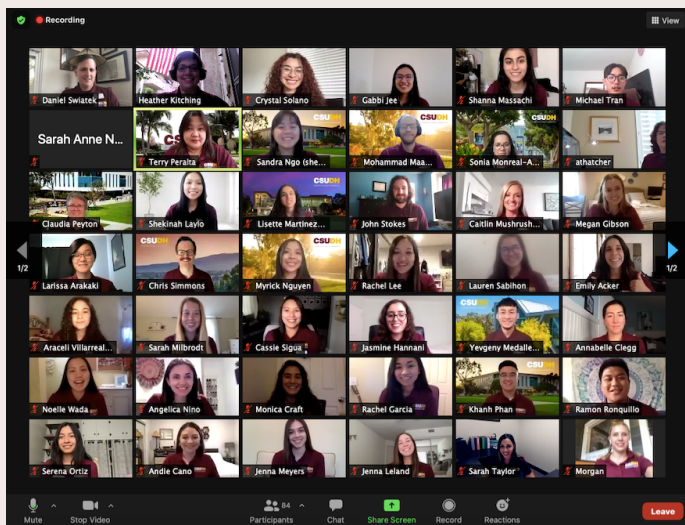 Recording
View
Daniel Swiatek
Heather Kitching
Crystal Solano
Gabbi Jee
Shanna Massachi
Michael Tran
Sarah Anne N...
CSUDH
CSUDH
CSUDH
Terry Peralta
Sandra Ngo (she...
Mohammad Maa...
Sonia Monreal-A...
athatcher
CSUDH
Claudia Peyton
Shekinah Laylo
Lisette Martinez...
John Stokes
Caitlin Mushrush...
Megan Gibson
CSUDH
1/2
1/2
Larissa Arakaki
Chris Simmons
Myrick Nguyen
Rachel Lee
Lauren Sabihon
Emily Acker
Araceli Villarreal...
Sarah Milbrodt
Cassie Sigua
Jasmine Hannani
Yevgeny Medalle...
Annabelle Clegg
Noelle Wada
Angelica Nino
Monica Craft
Rachel Garcia
Khanh Phan
Ramon Ronquillo
Serena Ortiz
Andie Cano
Jenna Meyers
Jenna Leland
Sarah Taylor
Morgan
84
Mute
Stop Video
Participants
Chat
Share Screen
Record
Reactions
Leave